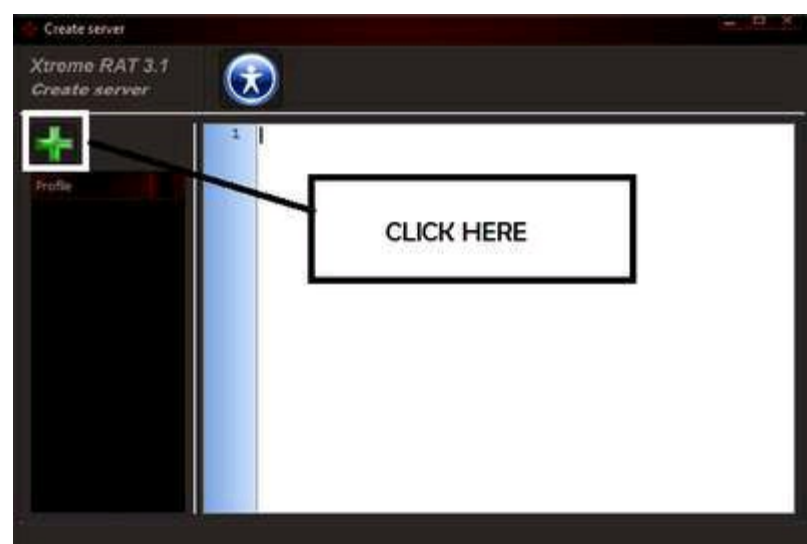 Create server
Xtreme RAT 3.1
Create server
1
Profile
CLICK HERE